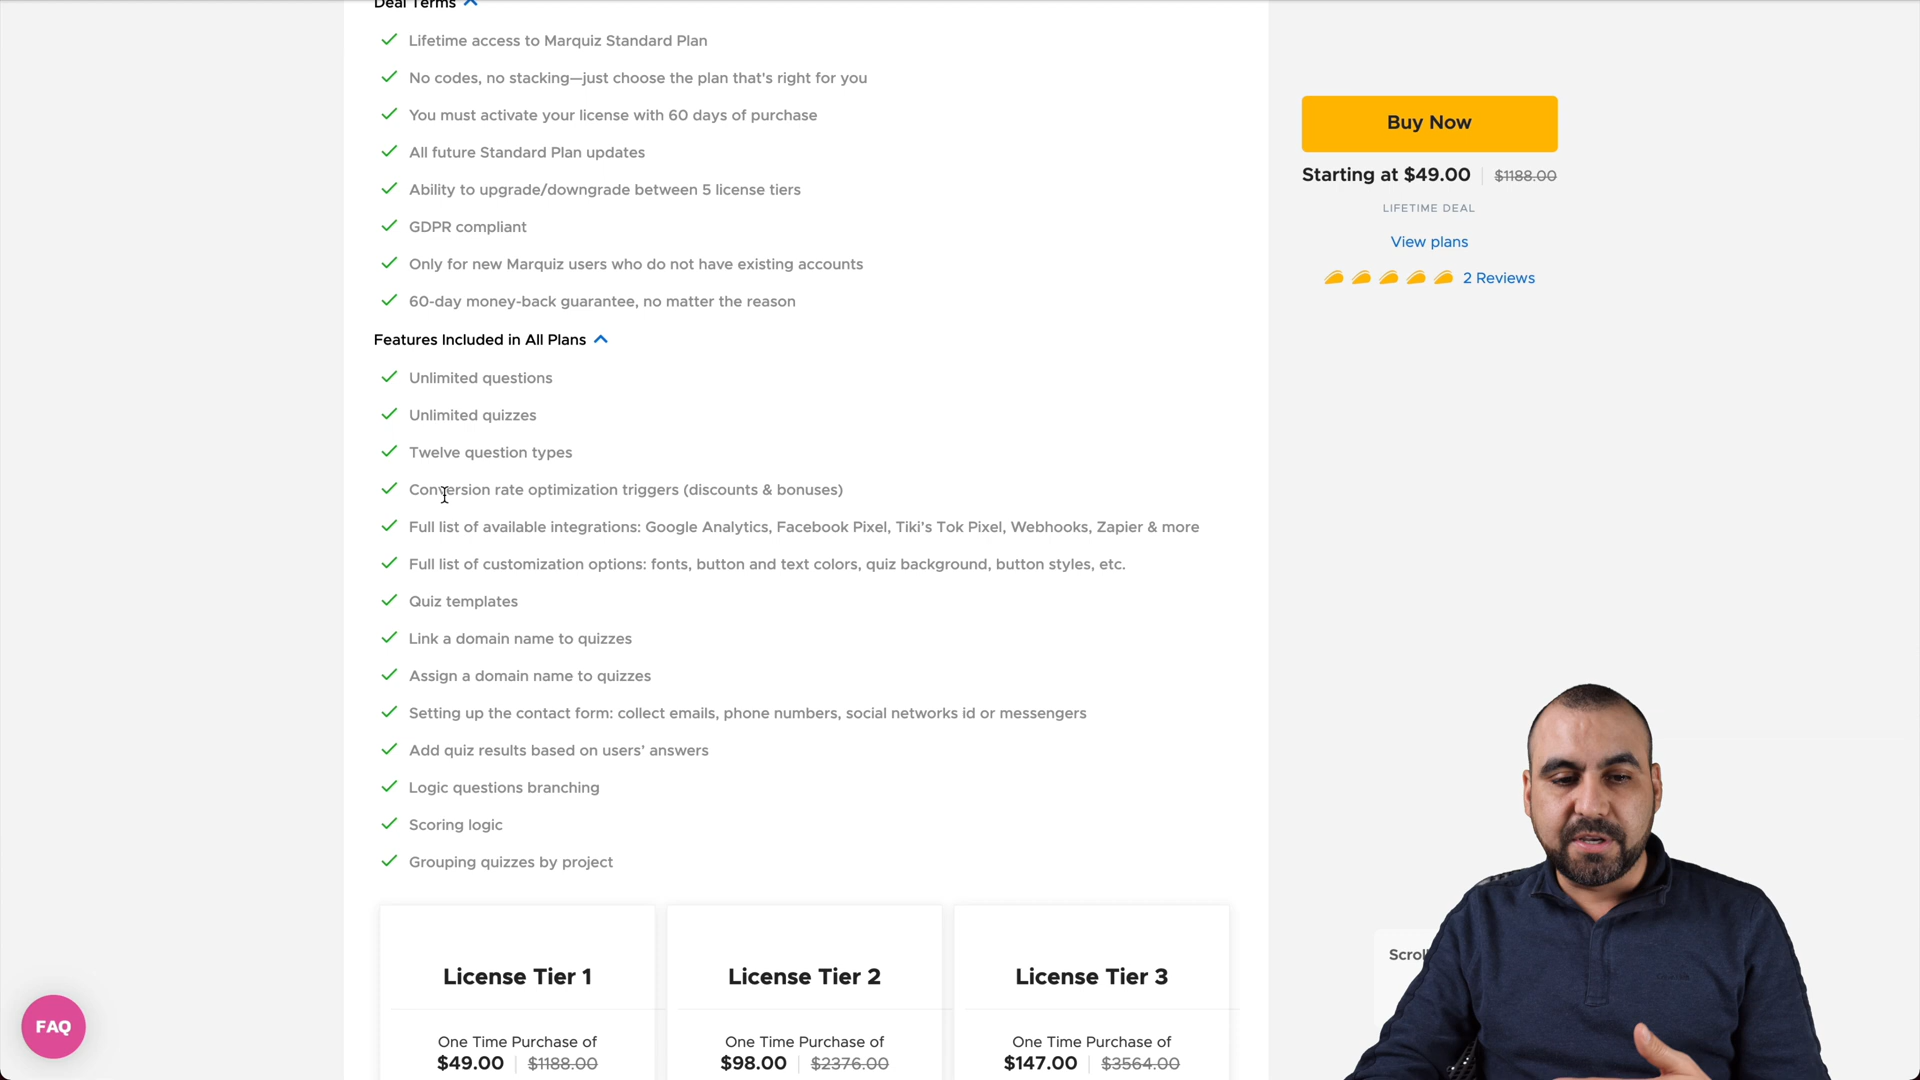 Deal Terms
Lifetime access to Marquiz Standard Plan
No codes, no stacking—just choose the plan that's right for you
You must activate your license with 60 days of purchase
All future Standard Plan updates
Ability to upgrade/downgrade between 5 license tiers
GDPR compliant
Only for new Marquiz users who do not have existing accounts
60-day money-back guarantee, no matter the reason
Features Included in All Plans
Unlimited questions
Unlimited quizzes
Twelve question types
Conversion rate optimization triggers (discounts & bonuses)
Full list of available integrations: Google Analytics, Facebook Pixel, Tiki's Tok Pixel, Webhooks, Zapier & more
Full list of customization options: fonts, button and text colors, quiz background, button styles, etc.
Quiz templates
Link a domain name to quizzes
Assign a domain name to quizzes
Setting up the contact form: collect emails, phone numbers, social networks id or messengers
Add quiz results based on users’ answers
Logic questions branching
Scoring logic
Grouping quizzes by project
License Tier 1
One Time Purchase of
$49.00 $1188.00
License Tier 2
One Time Purchase of
$98.00 $2376.00
License Tier 3
One Time Purchase of
$147.00 $3564.00
Buy Now
Starting at $49.00 $1188.00
LIFETIME DEAL
View plans
2 Reviews
Scroll
FAQ